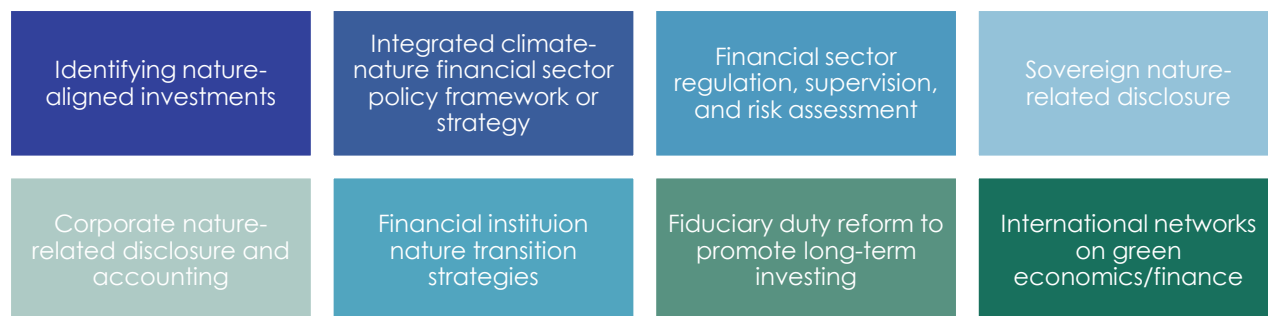 Identifying nature-
aligned investments
Integrated climate-
nature financial sector
policy framework or
strategy
Financial sector
regulation, supervision,
and risk assessment
Sovereign nature-
related disclosure
Corporate nature-
related disclosure and
accounting
Financial instituion
nature transition
strategies
Fiduciary duty reform to
promote long-term
investing
International networks
on green
economics/finance